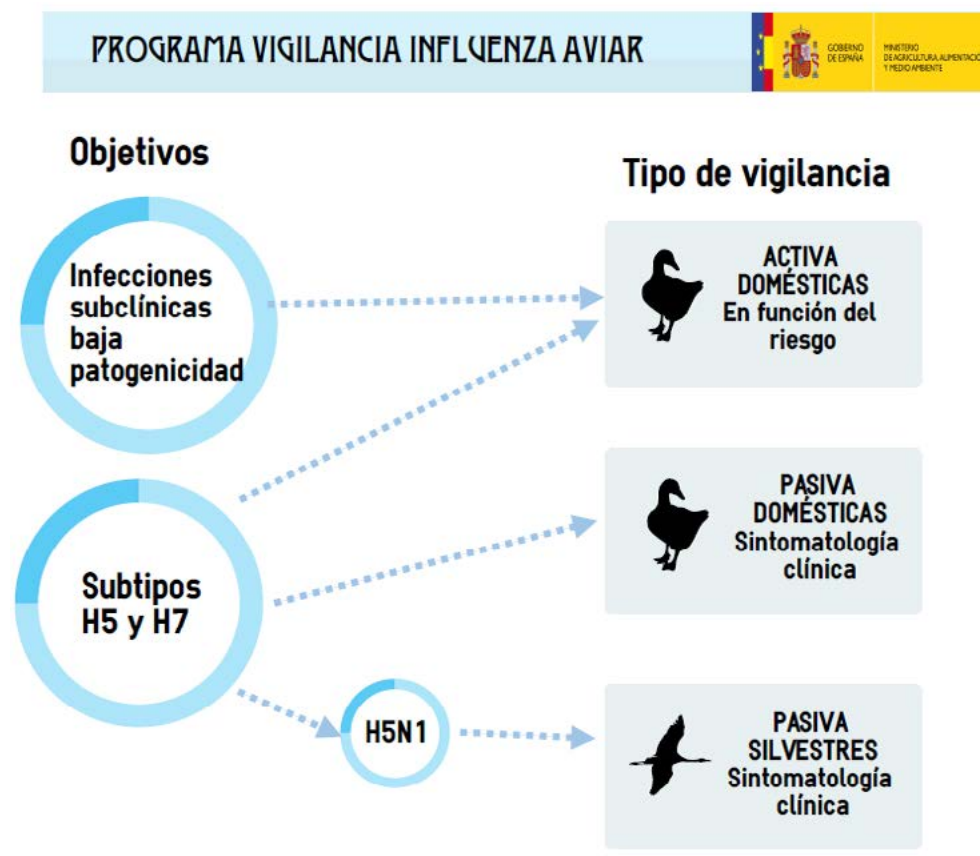 PROGRAMA VIGILANCIA INFLUENZA AVIAR
GOBIERNO
DE ESPAÑA
MINISTERIO
DE AGRICULTURA, ALIMENTACIÓ
Y MEDIO AMBIENTE
Objetivos
Tipo de vigilancia
Infecciones
subclínicas
baja
patogenicidad
ACTIVA
DOMÉSTICAS
En función del
riesgo
Subtipos
H5 y H7
PASIVA
DOMÉSTICAS
Sintomatología
clínica
H5N1
PASIVA
SILVESTRES
Sintomatología
clínica